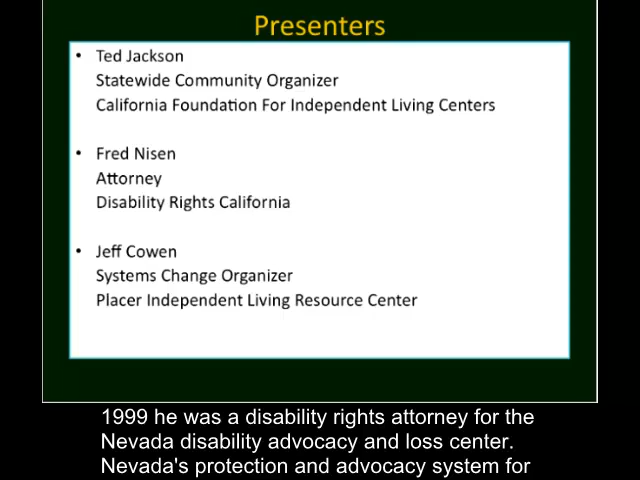 Presenters
• Ted Jackson
Statewide Community Organizer
California Foundation For Independent Living Centers
• Fred Nisen
Attorney
Disability Rights California
• Jeff Cowen
Systems Change Organizer
Placer Independent Living Resource Center
1999 he was a disability rights attorney for the
Nevada disability advocacy and loss center.
Nevada's protection and advocacy system for